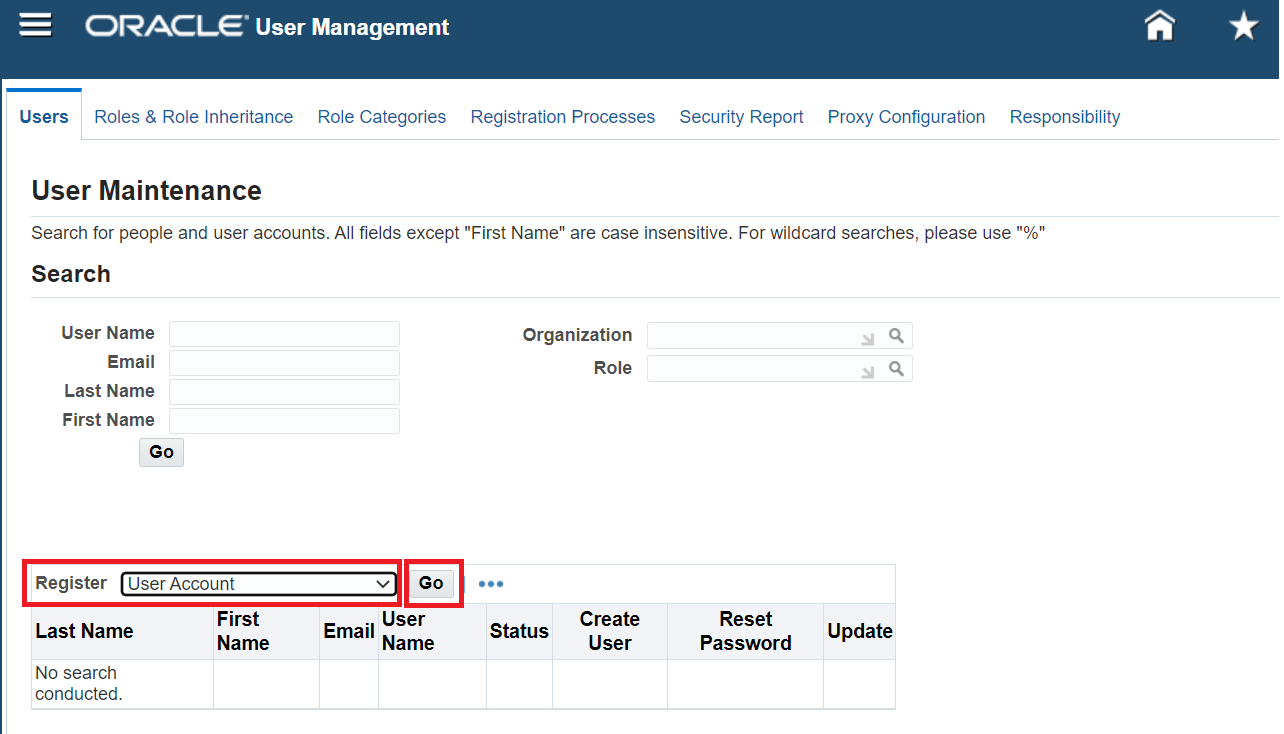 ORACLE User Management
Users Roles & Role Inheritance Role Categories Registration Processes Security Report Proxy Configuration Responsibility
User Maintenance
Search for people and user accounts. All fields except "First Name" are case insensitive. For wildcard searches, please use "%"
Search
User Name
Email
Last Name
First Name
Go
Organization
Role
Register User Account Go
Last Name First Name Email User Name Status Create User Reset Password Update
No search
conducted.